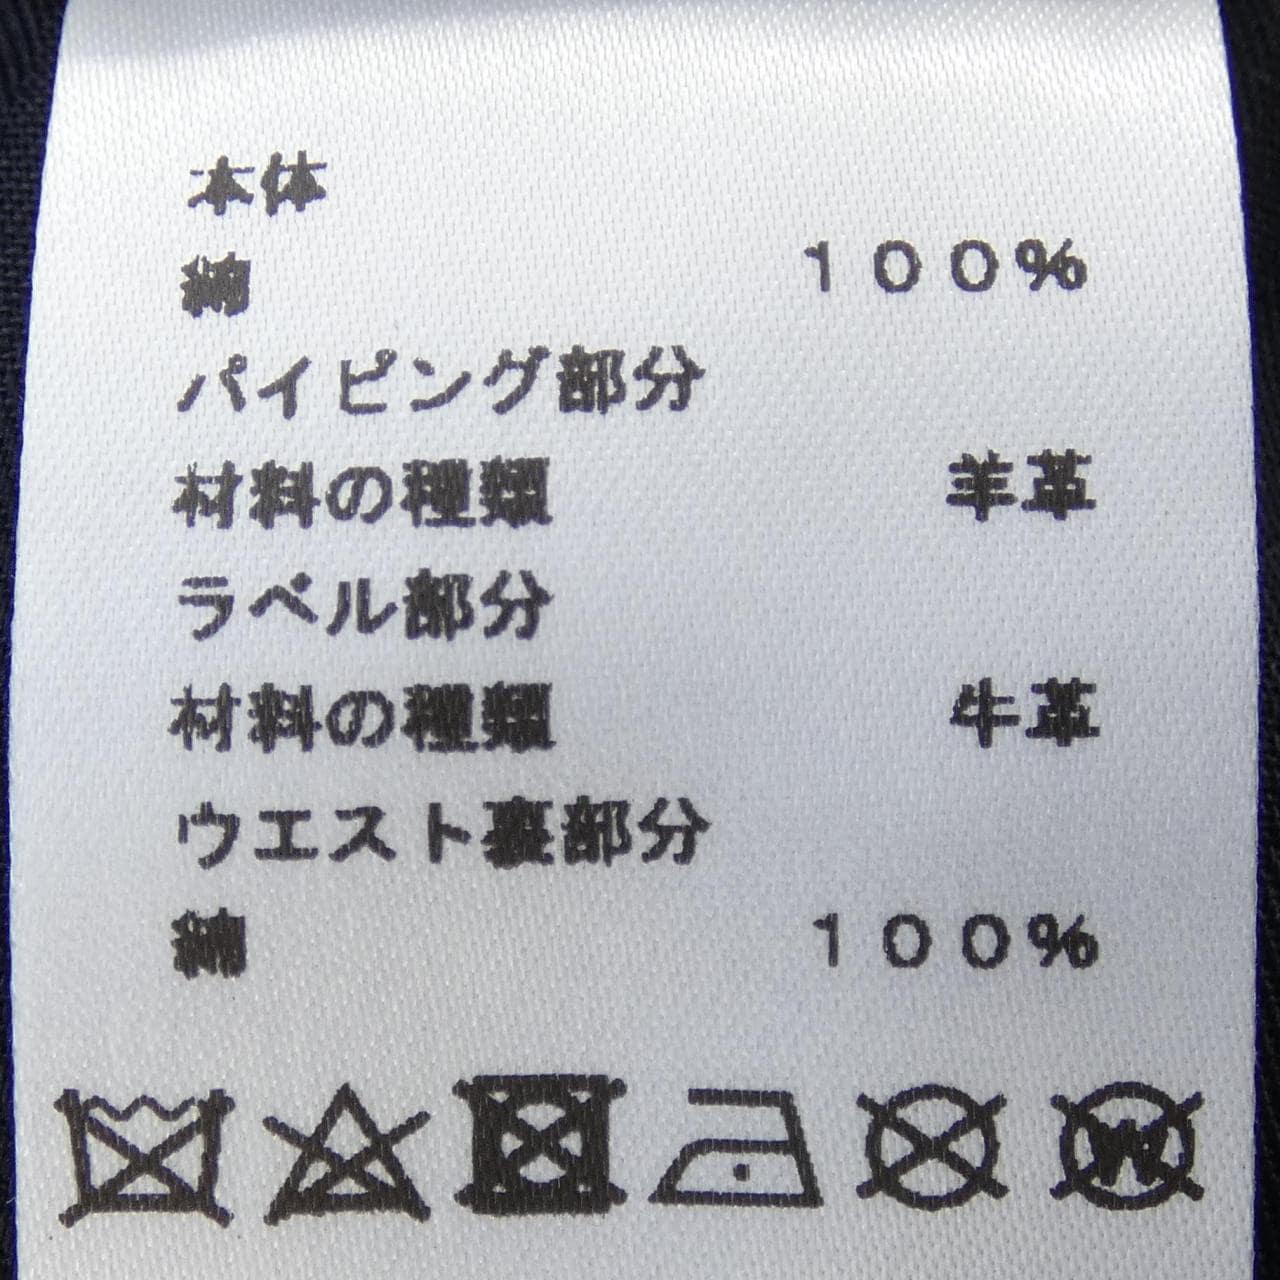 本体
綿 100%
パイピング部分
材料の種類 羊革
ラベル部分
材料の種類 牛革
ウエスト裏部分
綿 100%
W